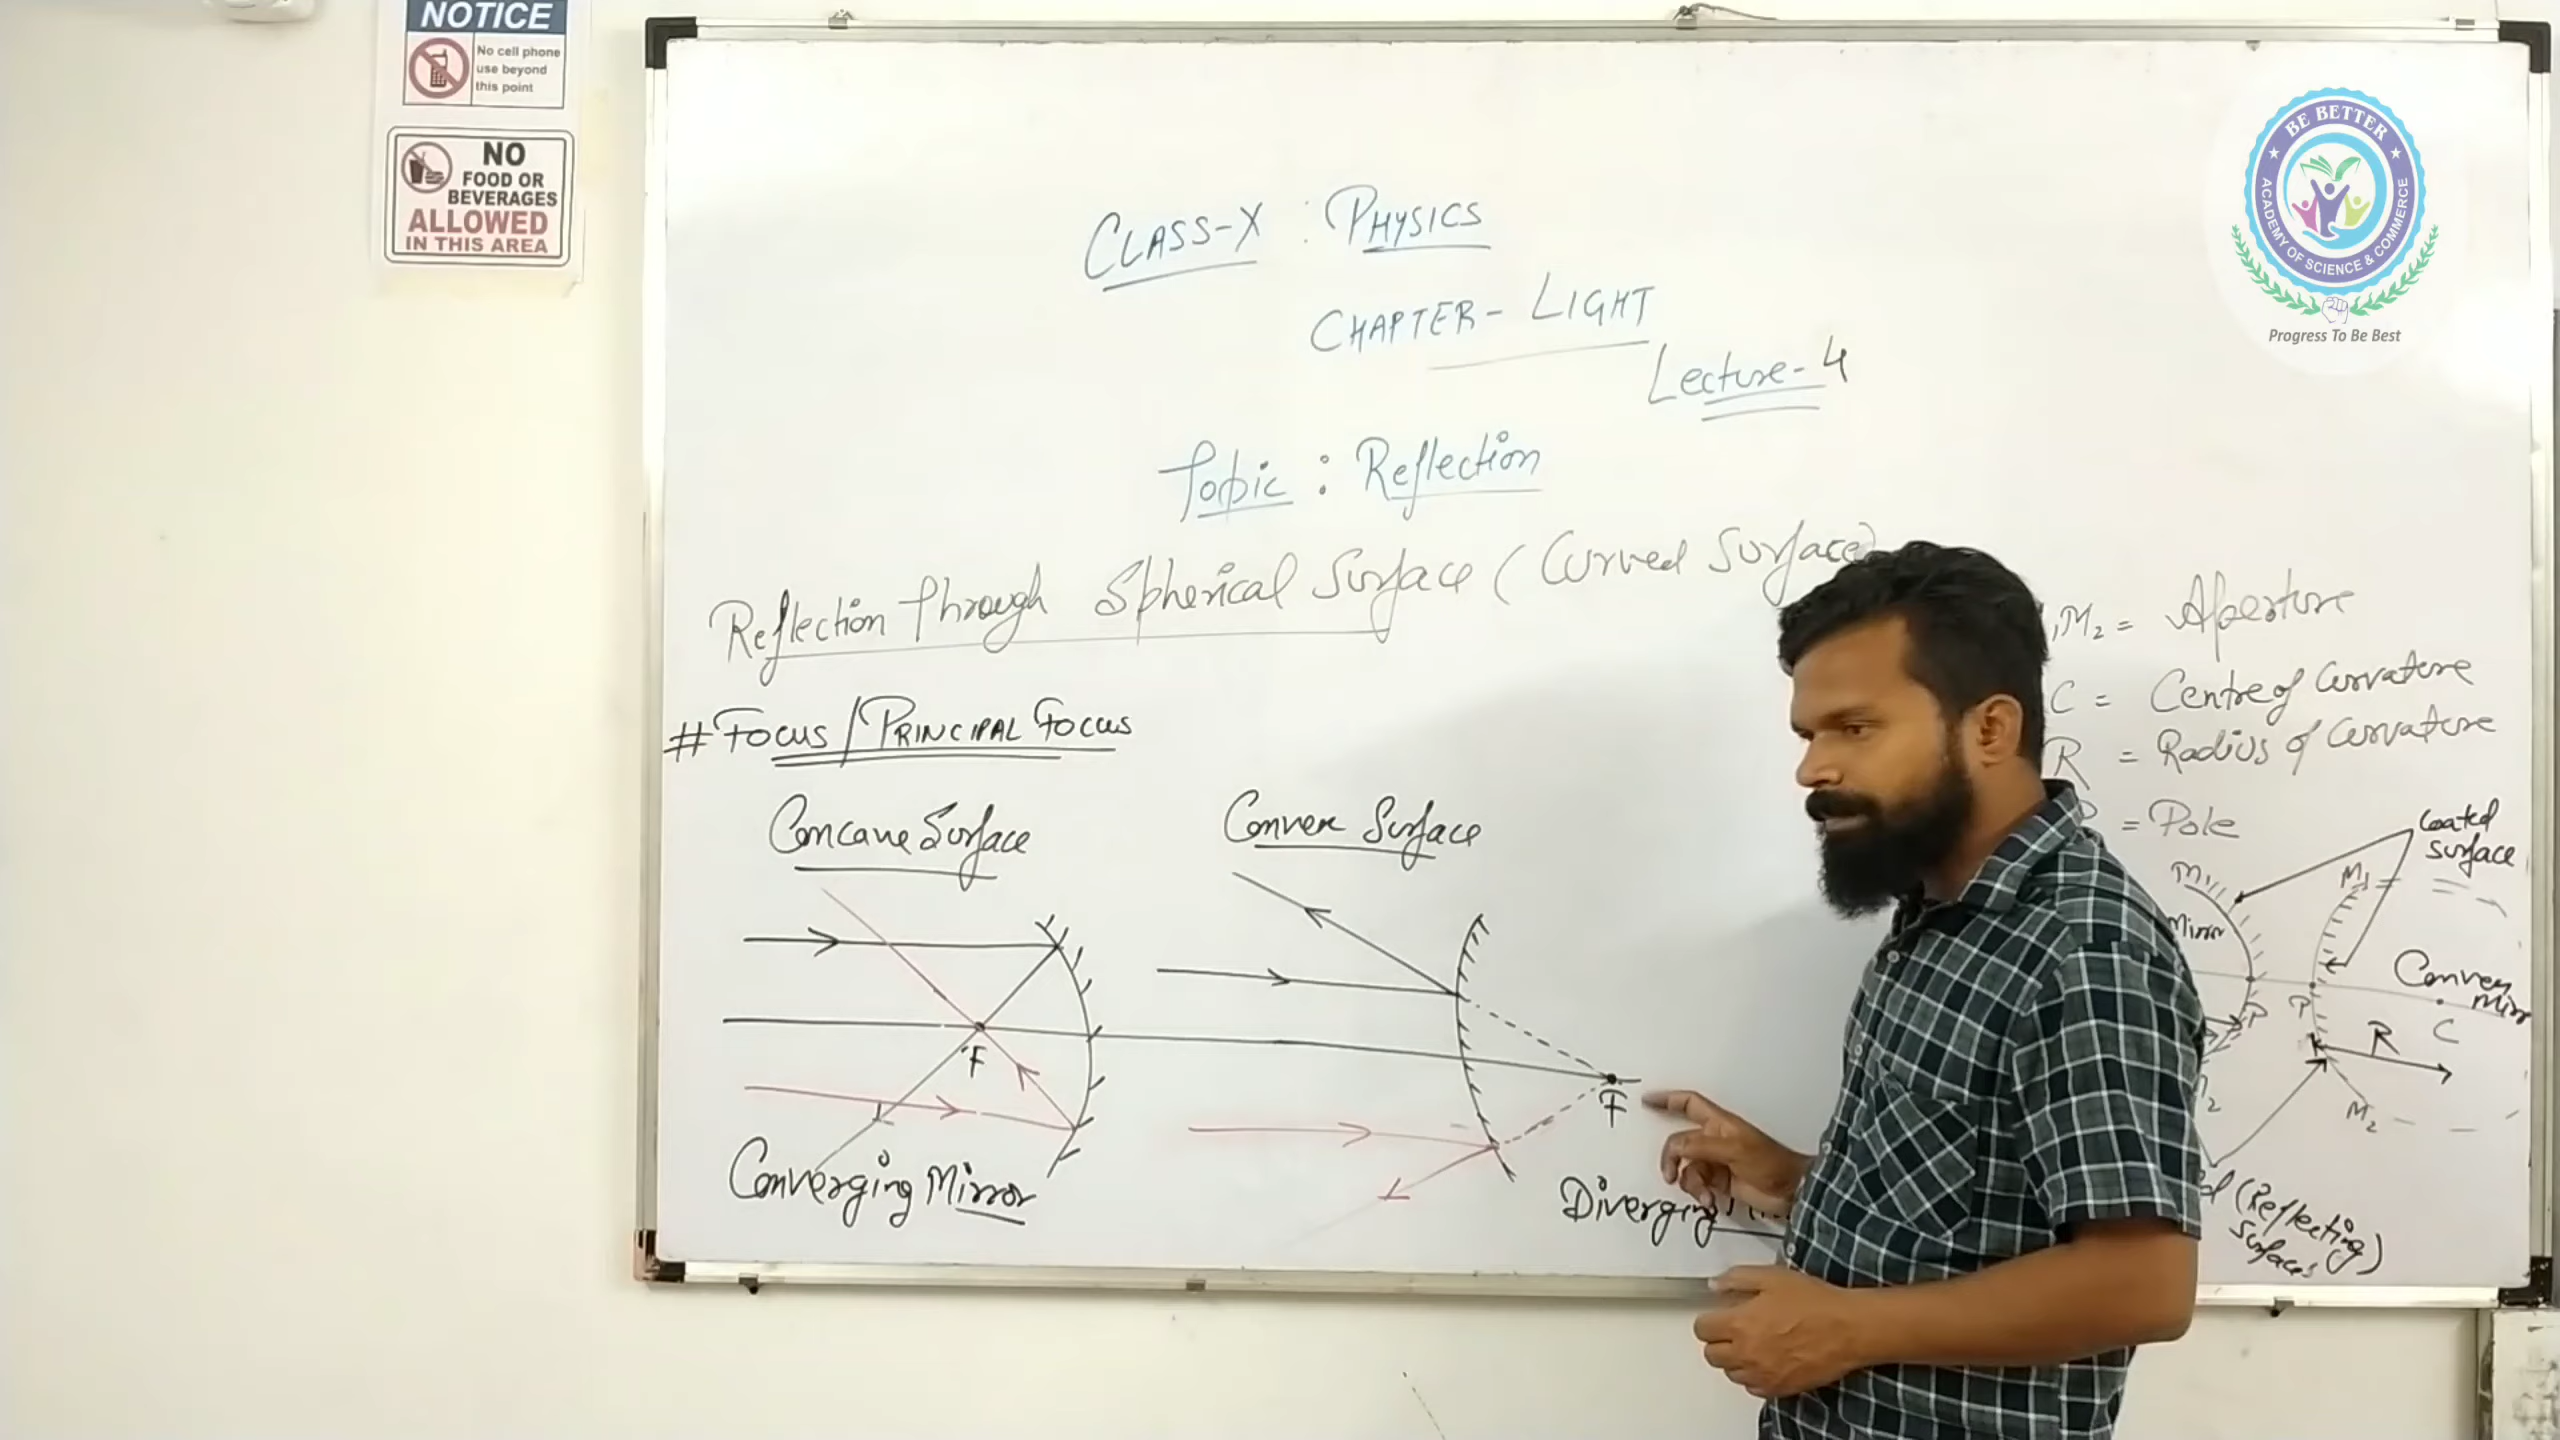 NOTICE
No cell phone
use beyond
this point
NO
FOOD OR
BEVERAGES
ALLOWED
IN THIS AREA
BE BETTER
ACADEMY OF SCIENCE & COMMERCE
Progress To Be Best
CLASS-X : PHYSICS
CHAPTER - LIGHT
Lecture-4
Topic : Reflection
Reflection Through Spherical Surface (Curved Surface)
# FOCUS / PRINCIPAL FOCUS
Concave Surface
F
Converging Mirror
Convex Surface
F
Diverging
M2 = Aperture
C = Centre of Curvature
R = Radius of Curvature
P = Pole
Coated
surface
M1
Mirror
P
M1
Convex
Mirr
P
C
R
2
M2
(Reflecting)
Surfaces